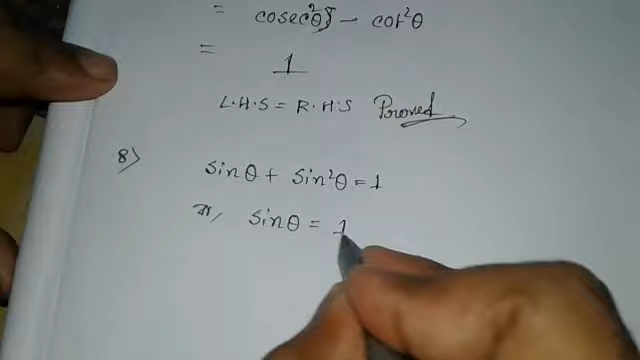 = cosec²θ} - cot²θ
= 1
L.H.S = R.H.S Proved
8) sinθ + sin²θ = 1
sinθ = 1